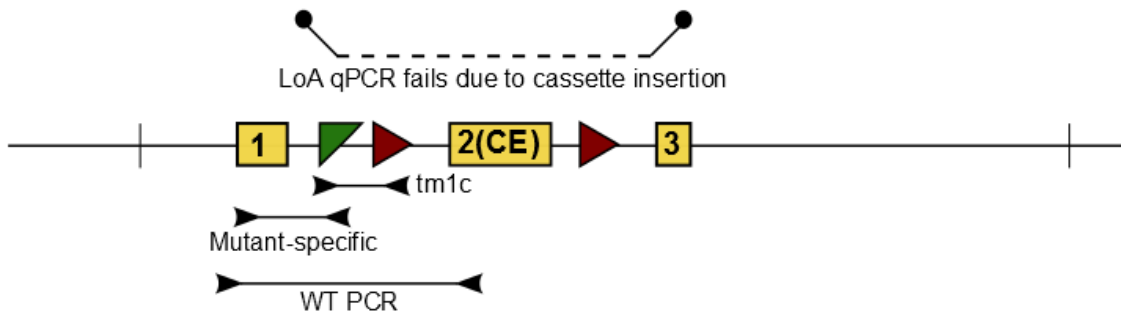 LoA qPCR fails due to cassette insertion
1 2(CE) 3
tm1c
Mutant-specific
WT PCR